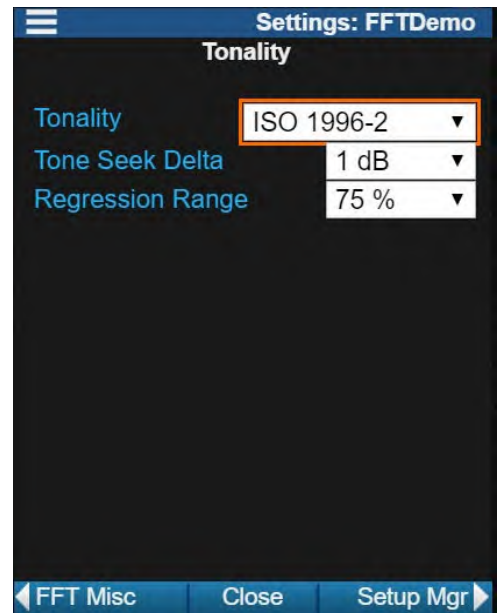 Settings: FFTDemo
Tonality
Tonality ISO 1996-2
Tone Seek Delta 1 dB
Regression Range 75 %
FFT Misc Close Setup Mgr